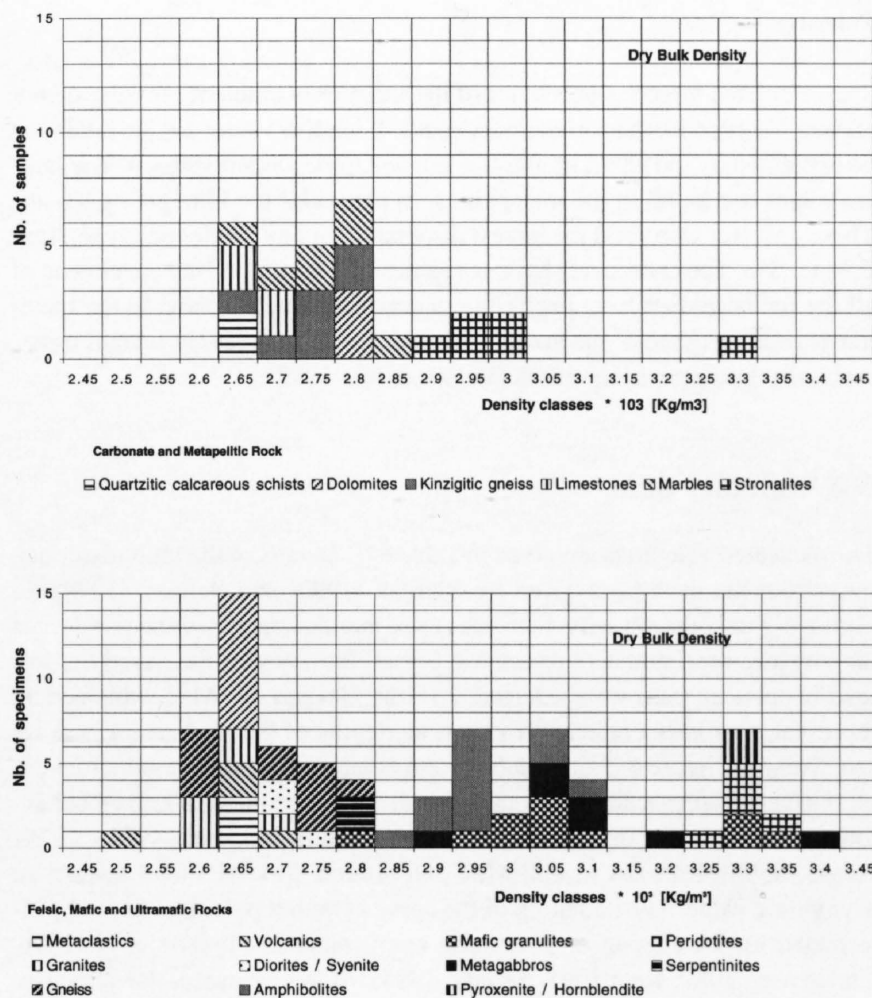 15
Dry Bulk Density
10
Nb. of samples
5
0
2.45 2.5 2.55 2.6 2.65 2.7 2.75 2.8 2.85 2.9 2.95 3 3.05 3.1 3.15 3.2 3.25 3.3 3.35 3.4 3.45
Density classes * 103 [Kg/m3]
Carbonate and Metapelitic Rock
Quartzitic calcareous schists Dolomites Kinzigitic gneiss Limestones Marbles Stronalites
15
Dry Bulk Density
10
Nb. of specimens
5
0
2.45 2.5 2.55 2.6 2.65 2.7 2.75 2.8 2.85 2.9 2.95 3 3.05 3.1 3.15 3.2 3.25 3.3 3.35 3.4 3.45
Density classes * 10³ [Kg/m³]
Felsic, Mafic and Ultramafic Rocks
Metaclastics Volcanics Mafic granulites Peridotites
Granites Diorites / Syenite Metagabbros Serpentinites
Gneiss Amphibolites Pyroxenite / Hornblendite